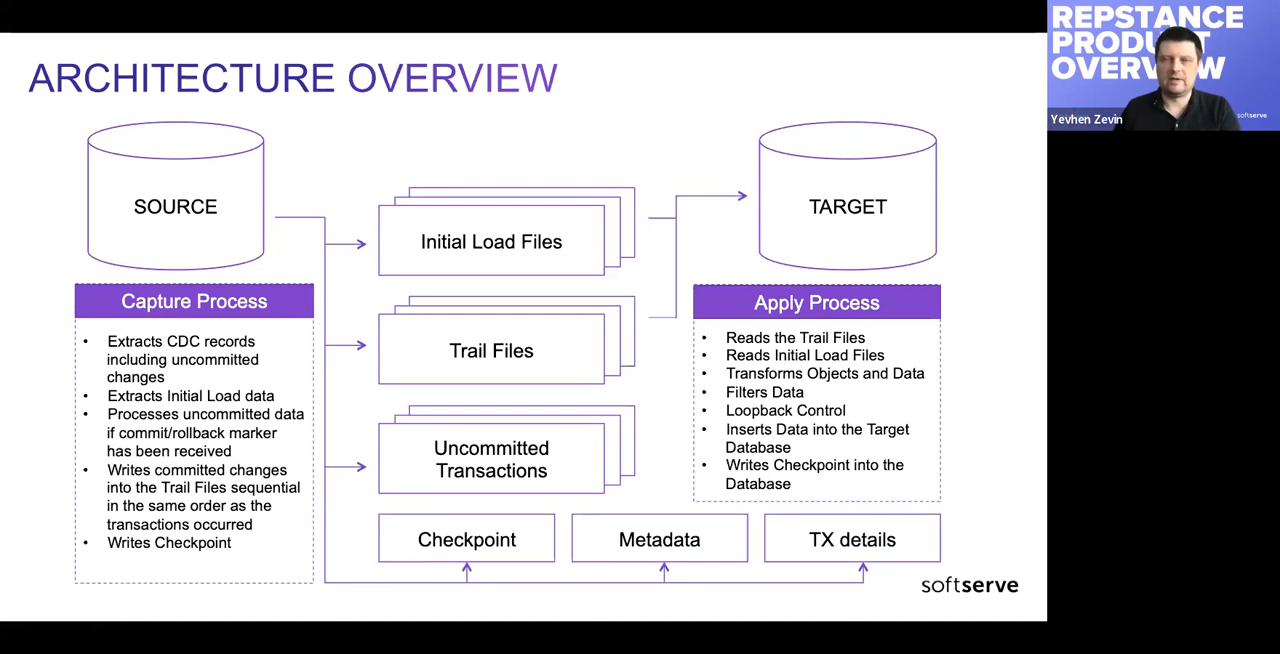 ARCHITECTURE OVERVIEW
REPSTANCE
PRODUCT
OVERVIEW
softserve
Yevhen Zevin
SOURCE
Initial Load Files
TARGET
Capture Process
• Extracts CDC records
including uncommitted
changes
• Extracts Initial Load data
• Processes uncommitted data
if commit/rollback marker
has been received
• Writes committed changes
into the Trail Files sequential
in the same order as the
transactions occurred
• Writes Checkpoint
Trail Files
Uncommitted
Transactions
Apply Process
• Reads the Trail Files
• Reads Initial Load Files
• Transforms Objects and Data
• Filters Data
• Loopback Control
• Inserts Data into the Target
Database
• Writes Checkpoint into the
Database
Checkpoint
Metadata
TX details
softserve